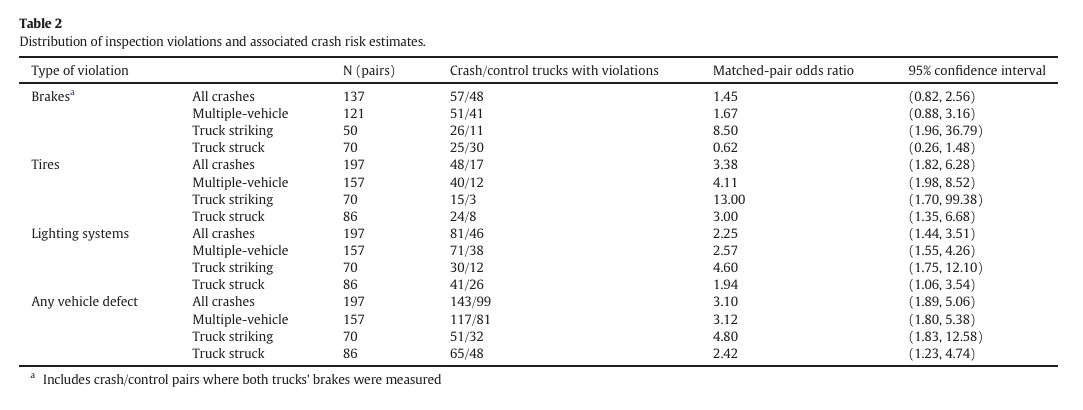 Table 2
Distribution of inspection violations and associated crash risk estimates.
Type of violation N (pairs) Crash/control trucks with violations Matched-pair odds ratio 95% confidence interval
Brakesa All crashes 137 57/48 1.45 (0.82, 2.56)
Multiple-vehicle 121 51/41 1.67 (0.88, 3.16)
Truck striking 50 26/11 8.50 (1.96, 36.79)
Truck struck 70 25/30 0.62 (0.26, 1.48)
Tires All crashes 197 48/17 3.38 (1.82, 6.28)
Multiple-vehicle 157 40/12 4.11 (1.98, 8.52)
Truck striking 70 15/3 13.00 (1.70, 99.38)
Truck struck 86 24/8 3.00 (1.35, 6.68)
Lighting systems All crashes 197 81/46 2.25 (1.44, 3.51)
Multiple-vehicle 157 71/38 2.57 (1.55, 4.26)
Truck striking 70 30/12 4.60 (1.75, 12.10)
Truck struck 86 41/26 1.94 (1.06, 3.54)
Any vehicle defect All crashes 197 143/99 3.10 (1.89, 5.06)
Multiple-vehicle 157 117/81 3.12 (1.80, 5.38)
Truck striking 70 51/32 4.80 (1.83, 12.58)
Truck struck 86 65/48 2.42 (1.23, 4.74)
a Includes crash/control pairs where both trucks' brakes were measured